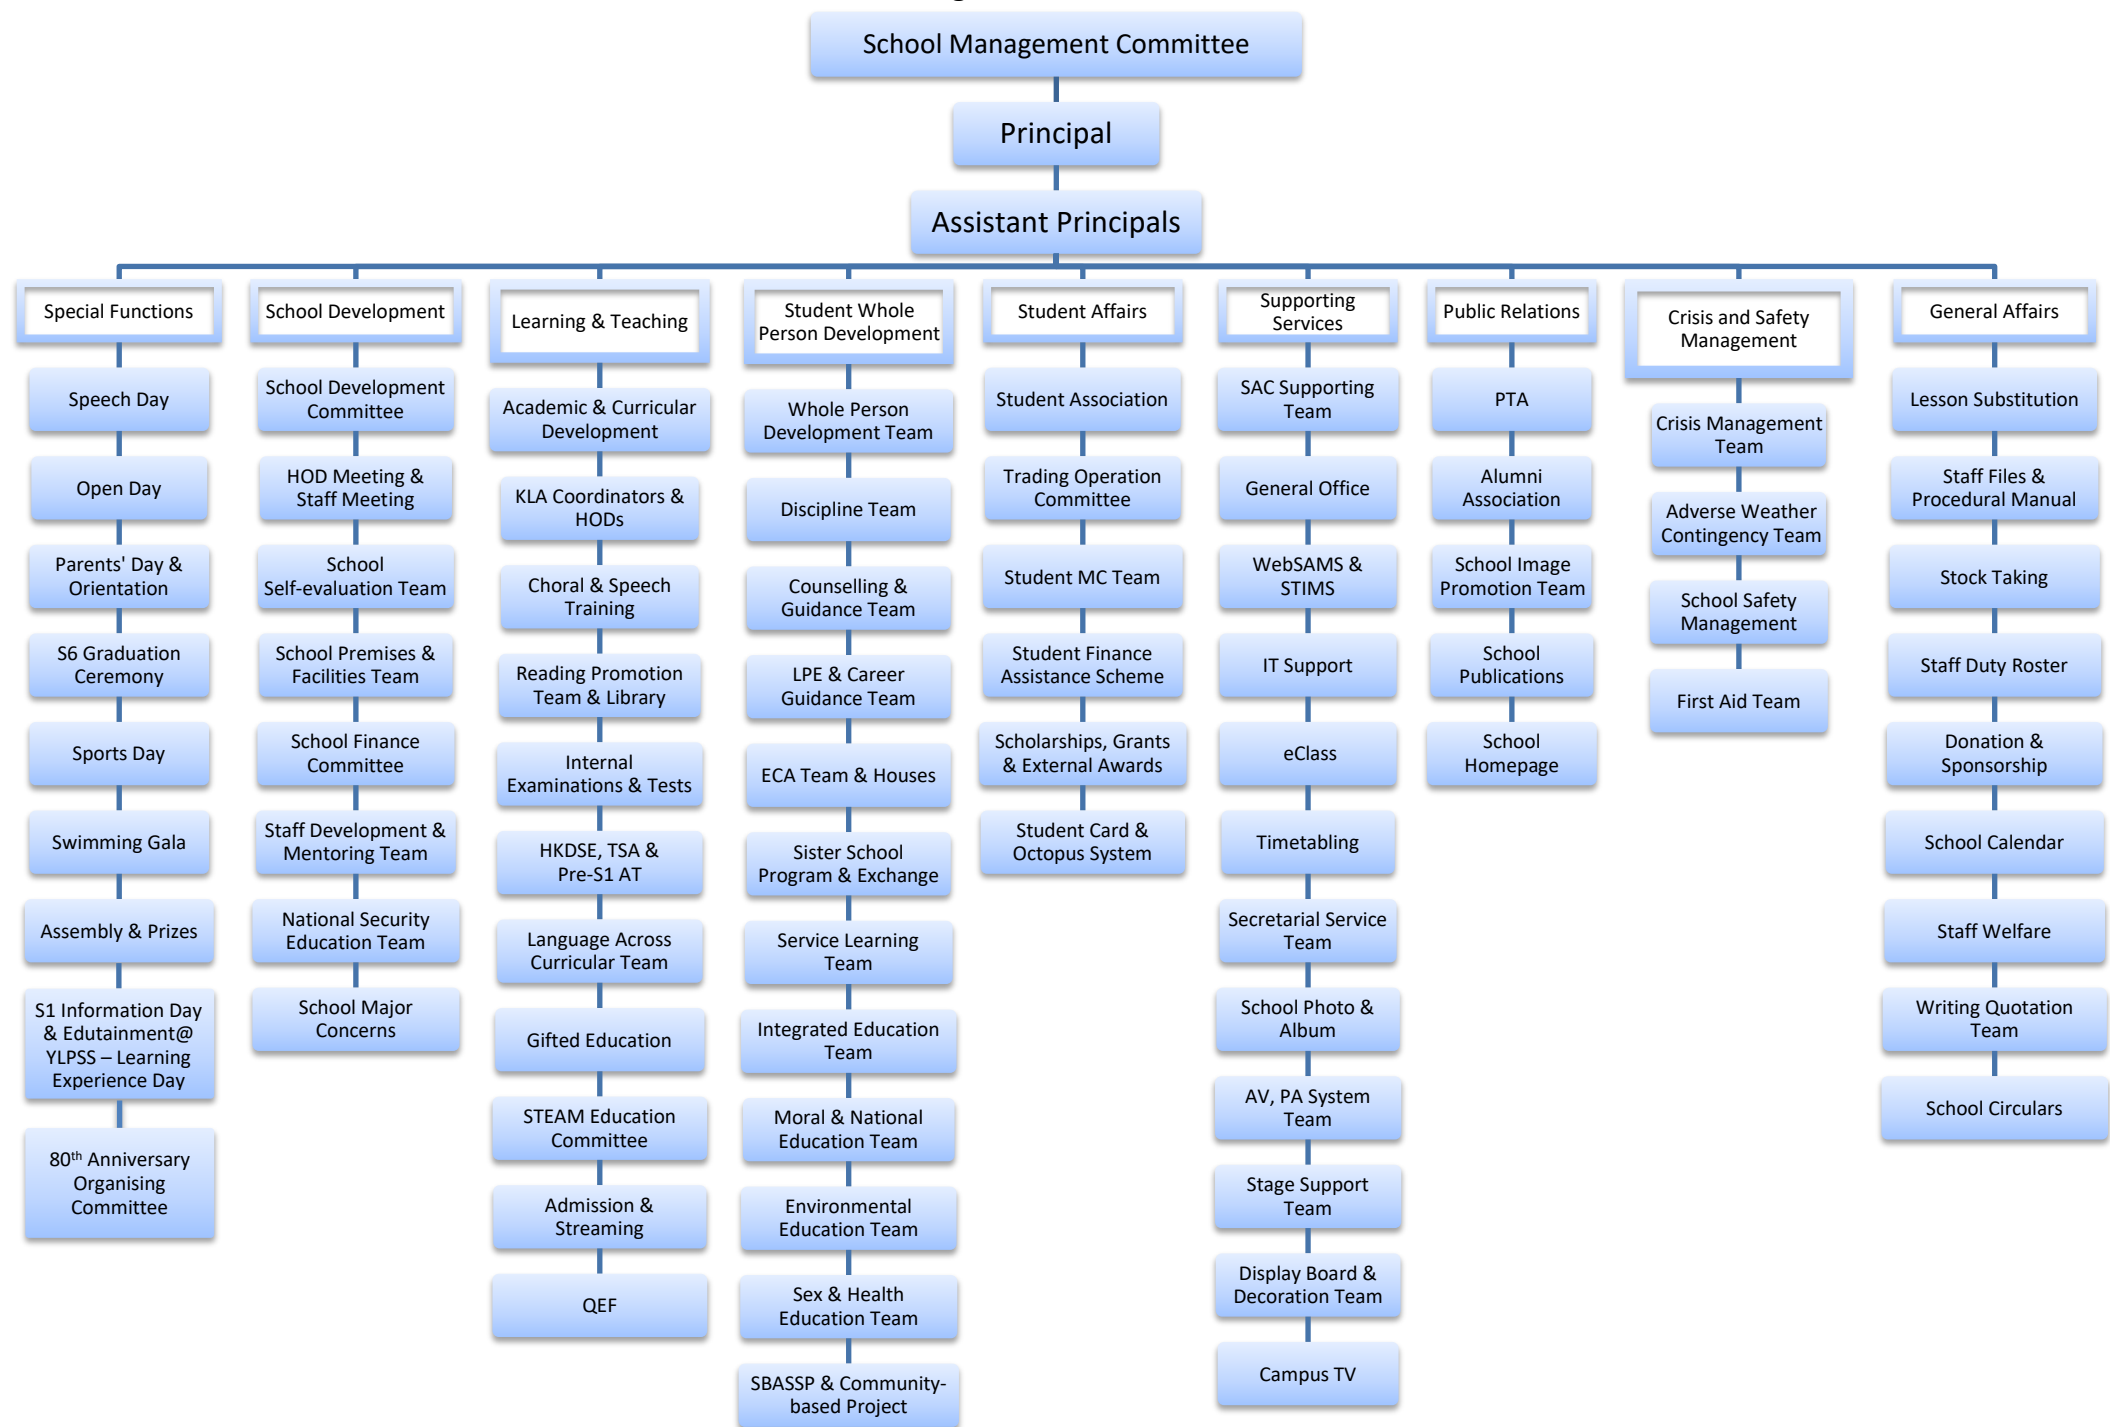 School Management Committee
Principal
Assistant Principals
Special Functions
Speech Day
Open Day
Parents' Day &
Orientation
S6 Graduation
Ceremony
Sports Day
Swimming Gala
Assembly & Prizes
S1 Information Day
& Edutainment@
YLPSS – Learning
Experience Day
80th Anniversary
Organising
Committee
School Development
School Development
Committee
HOD Meeting &
Staff Meeting
School
Self-evaluation Team
School Premises &
Facilities Team
School Finance
Committee
Staff Development &
Mentoring Team
National Security
Education Team
School Major
Concerns
Learning & Teaching
Academic & Curricular
Development
KLA Coordinators &
HODs
Choral & Speech
Training
Reading Promotion
Team & Library
Internal
Examinations & Tests
HKDSE, TSA &
Pre-S1 AT
Language Across
Curricular Team
Gifted Education
STEAM Education
Committee
Admission &
Streaming
QEF
Student Whole
Person Development
Whole Person
Development Team
Discipline Team
Counselling &
Guidance Team
LPE & Career
Guidance Team
ECA Team & Houses
Sister School
Program & Exchange
Service Learning
Team
Integrated Education
Team
Moral & National
Education Team
Environmental
Education Team
Sex & Health
Education Team
SBASSP & Community-
based Project
Student Affairs
Student Association
Trading Operation
Committee
Student MC Team
Student Finance
Assistance Scheme
Scholarships, Grants
& External Awards
Student Card &
Octopus System
Supporting
Services
SAC Supporting
Team
General Office
WebSAMS &
STIMS
IT Support
eClass
Timetabling
Secretarial Service
Team
School Photo &
Album
AV, PA System
Team
Stage Support
Team
Display Board &
Decoration Team
Campus TV
Public Relations
PTA
Alumni
Association
School Image
Promotion Team
School
Publications
School
Homepage
Crisis and Safety
Management
Crisis Management
Team
Adverse Weather
Contingency Team
School Safety
Management
First Aid Team
General Affairs
Lesson Substitution
Staff Files &
Procedural Manual
Stock Taking
Staff Duty Roster
Donation &
Sponsorship
School Calendar
Staff Welfare
Writing Quotation
Team
School Circulars